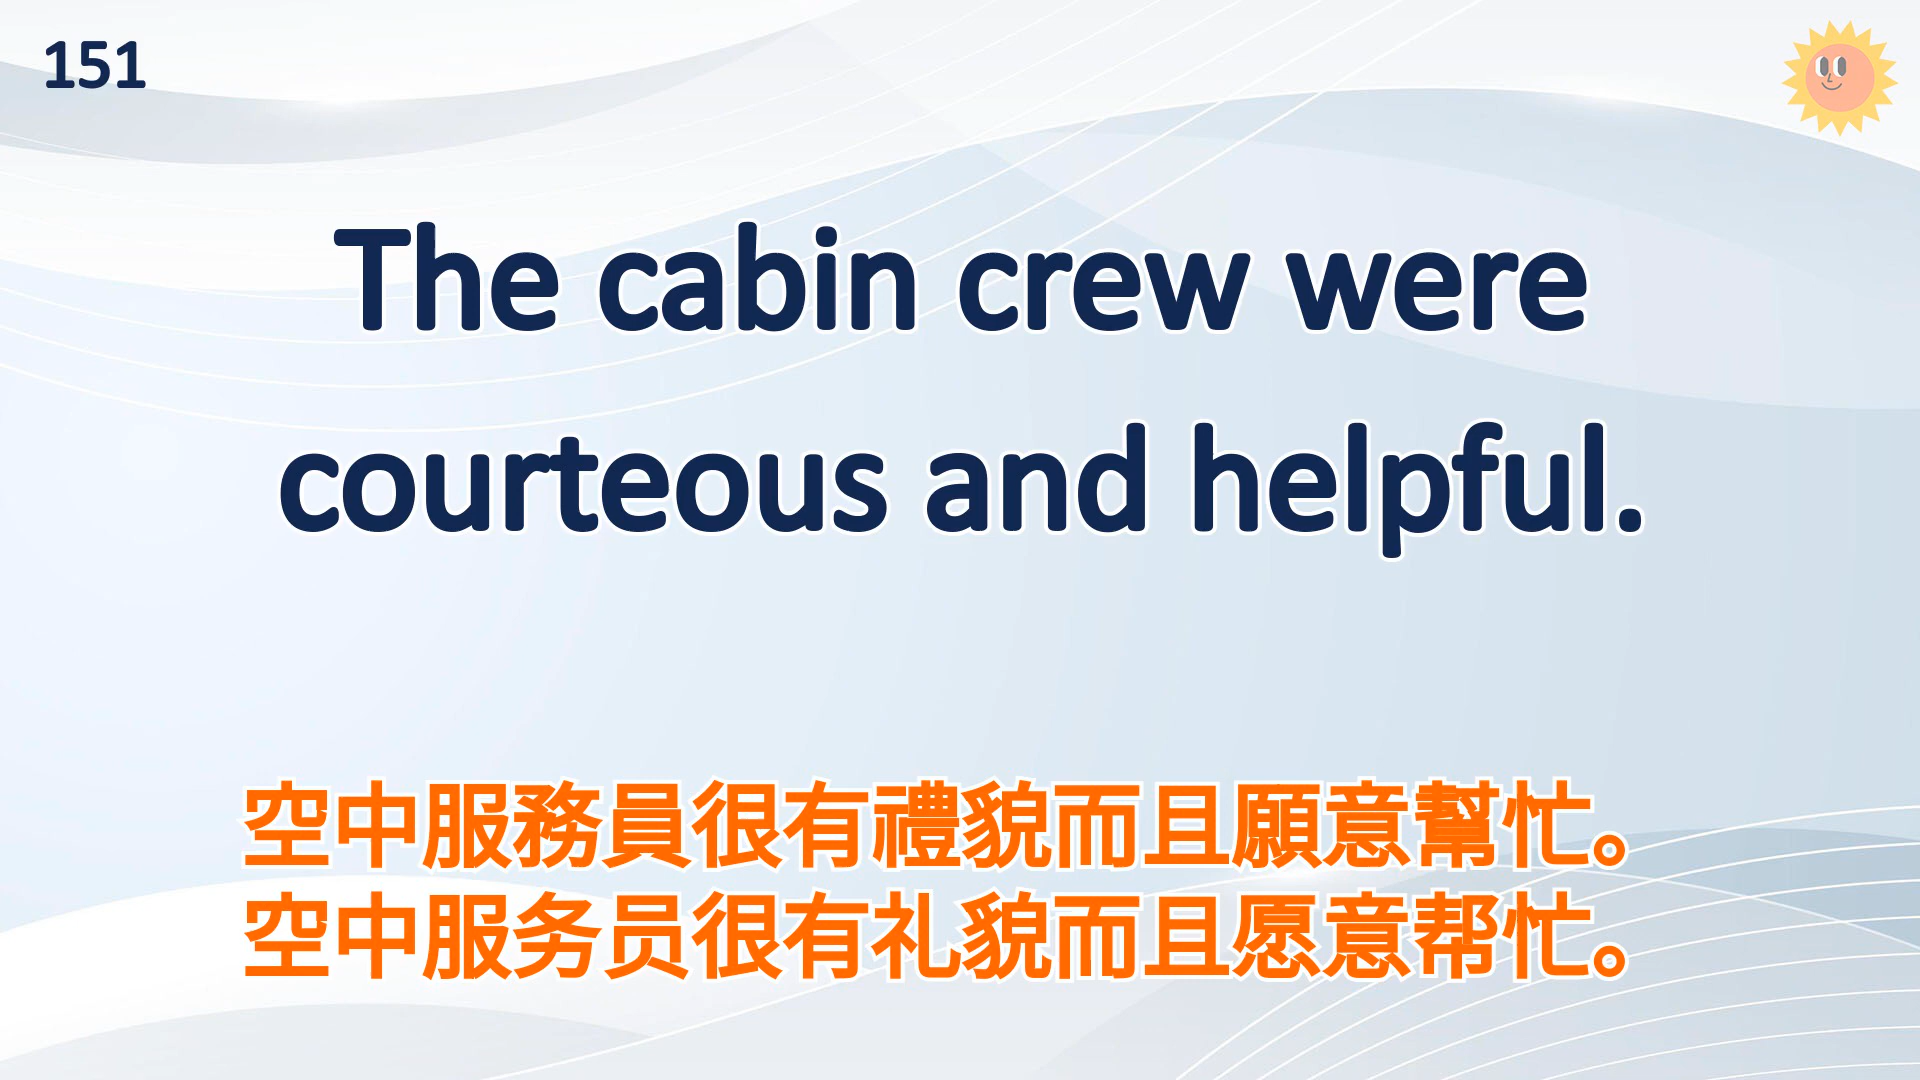 151
The cabin crew were
courteous and helpful.
空中服務員很有禮貌而且願意幫忙。
空中服务员很有礼貌而且愿意帮忙。